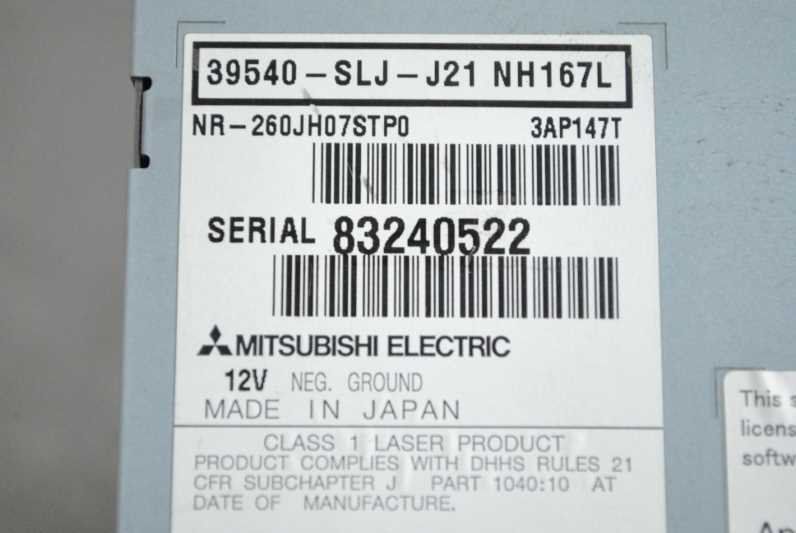 39540-SLJ-J21 NH167L
NR-260JH07STP0 3AP147T
SERIAL 83240522
MITSUBISHI ELECTRIC
12V NEG. GROUND
MADE IN JAPAN
CLASS 1 LASER PRODUCT
PRODUCT COMPLIES WITH DHHS RULES 21
CFR SUBCHAPTER J PART 1040:10 AT
DATE OF MANUFACTURE.
This
licens
softw